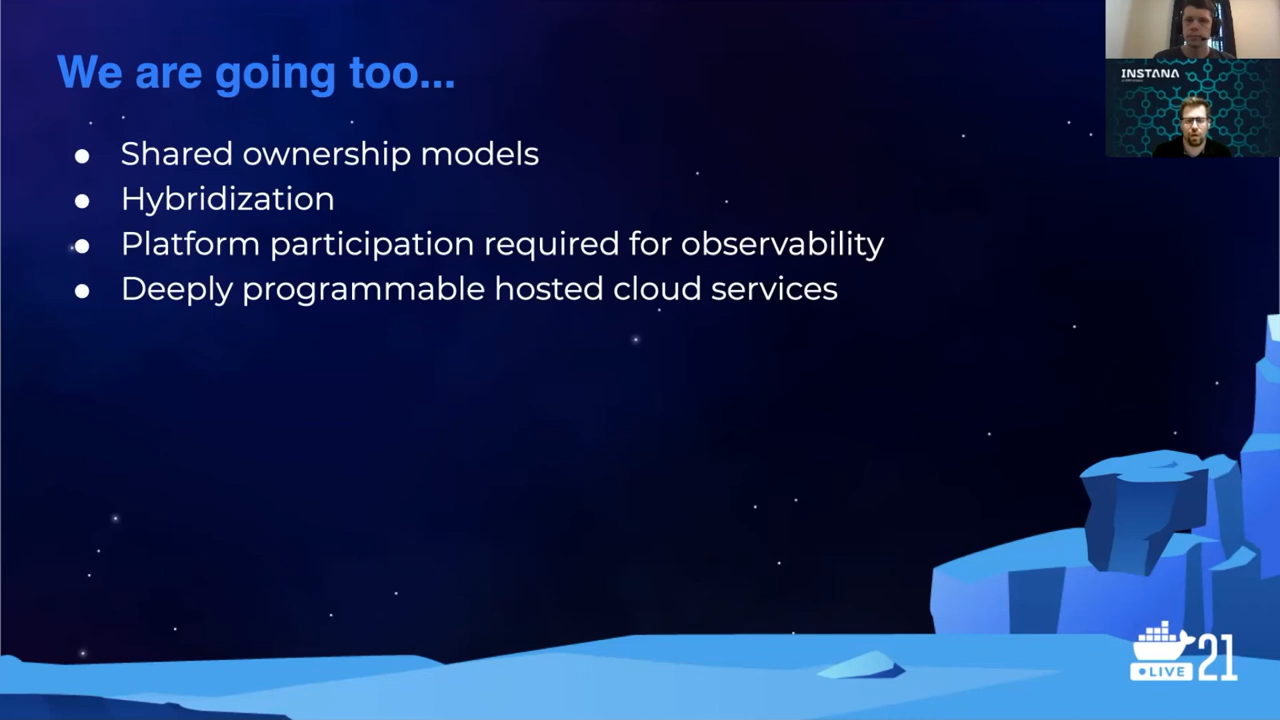 We are going too...
● Shared ownership models
● Hybridization
● Platform participation required for observability
● Deeply programmable hosted cloud services
INSTANA
LIVE 21